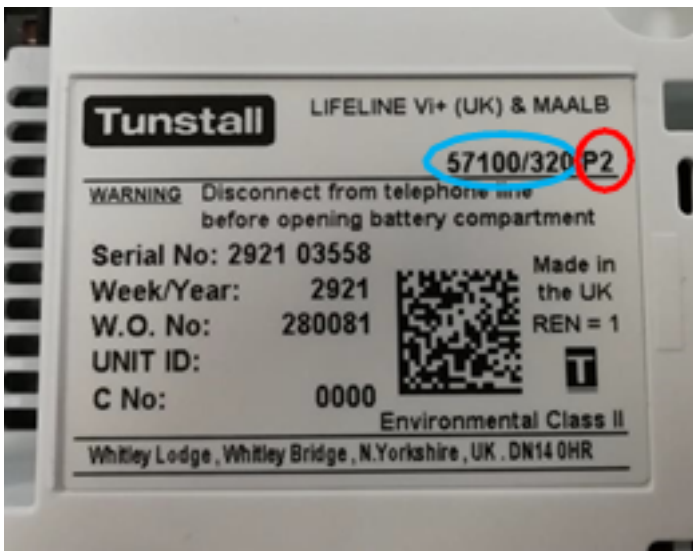 Tunstall LIFELINE Vi+ (UK) & MAALB
57100/320 P2
WARNING Disconnect from telephone line
before opening battery compartment
Serial No: 2921 03558
Made in
Week/Year: 2921
the UK
W.O. No: 280081
REN = 1
UNIT ID:
T
C No: 0000
Environmental Class II
Whitley Lodge, Whitley Bridge, N.Yorkshire, UK. DN14 0HR